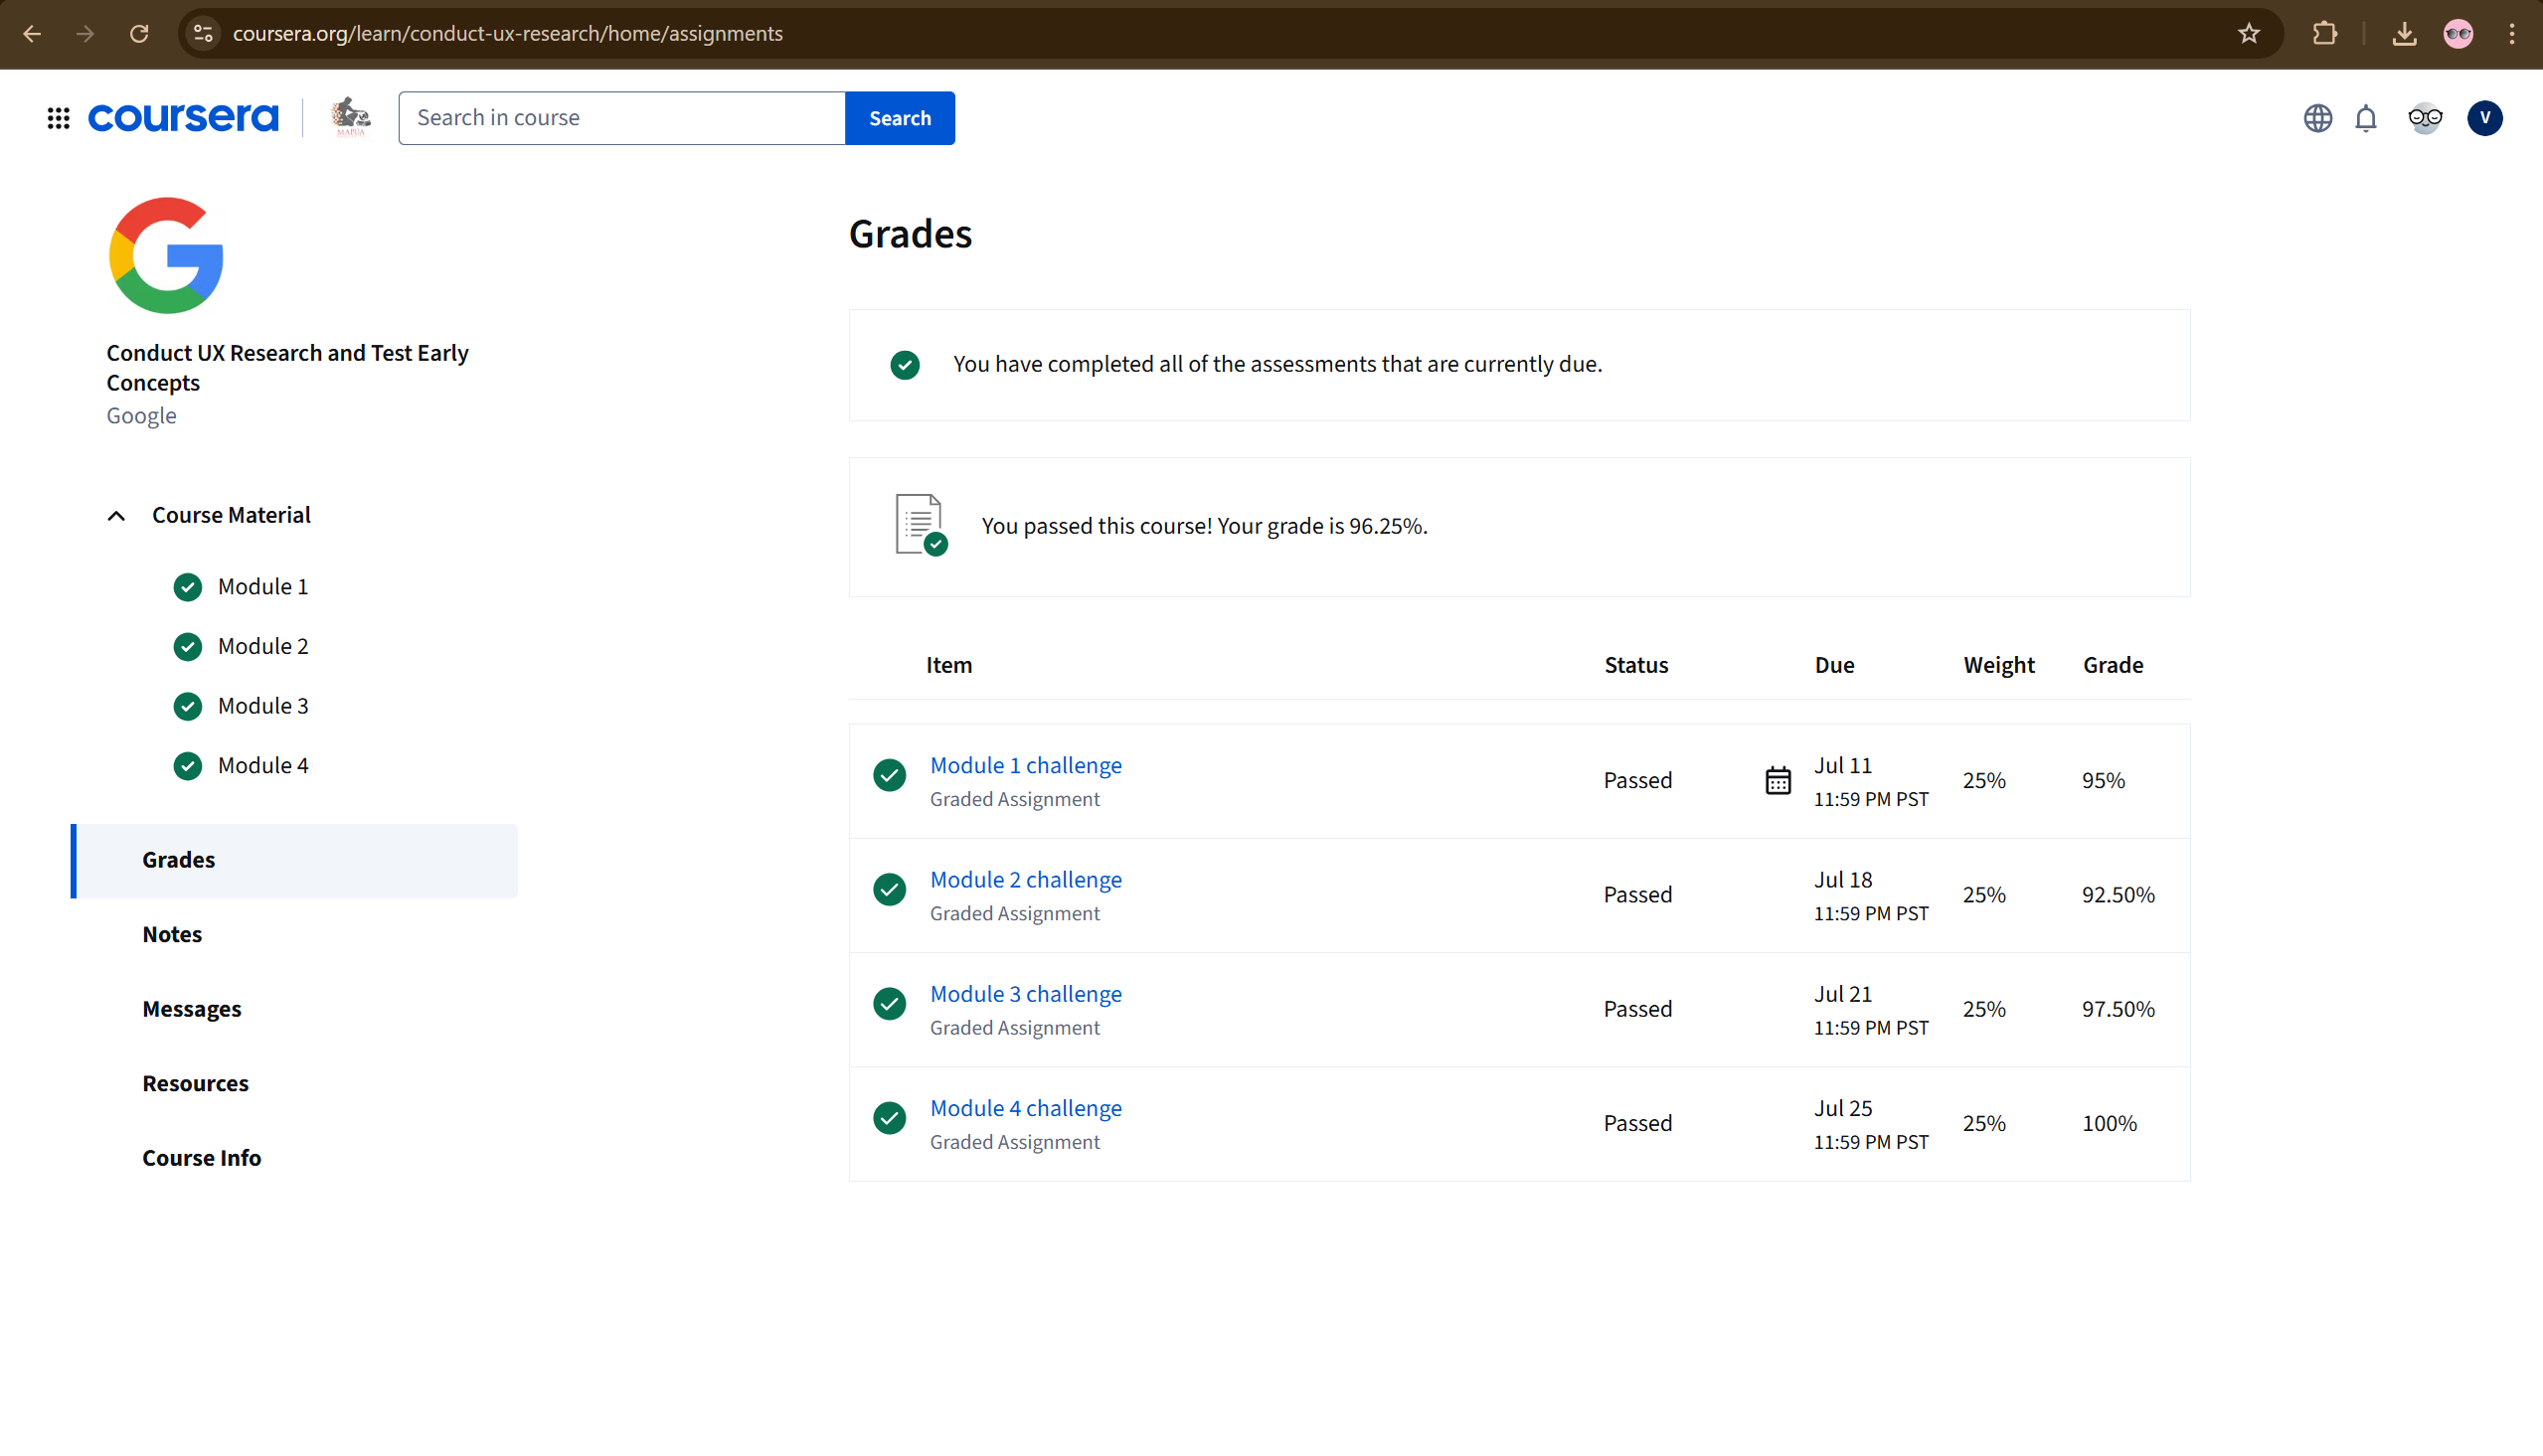 coursera.org/learn/conduct-ux-research/home/assignments
coursera
MAPUA
Search in course
Search
V
Conduct UX Research and Test Early
Concepts
Google
Course Material
Module 1
Module 2
Module 3
Module 4
Grades
Notes
Messages
Resources
Course Info
Grades
You have completed all of the assessments that are currently due.
You passed this course! Your grade is 96.25%.
Item Status Due Weight Grade
Module 1 challenge
Graded Assignment
Passed
Jul 11
11:59 PM PST
25%
95%
Module 2 challenge
Graded Assignment
Passed
Jul 18
11:59 PM PST
25%
92.50%
Module 3 challenge
Graded Assignment
Passed
Jul 21
11:59 PM PST
25%
97.50%
Module 4 challenge
Graded Assignment
Passed
Jul 25
11:59 PM PST
25%
100%